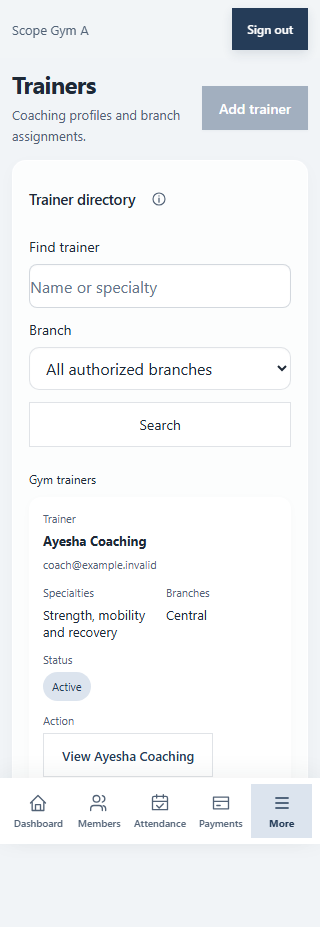 Scope Gym A
Sign out
Trainers
Coaching profiles and branch
assignments.
Add trainer
Trainer directory
Find trainer
Name or specialty
Branch
All authorized branches
Search
Gym trainers
Trainer
Ayesha Coaching
coach@example.invalid
Specialties
Branches
Strength, mobility
and recovery
Central
Status
Active
Action
View Ayesha Coaching
Dashboard
Members
Attendance
Payments
More